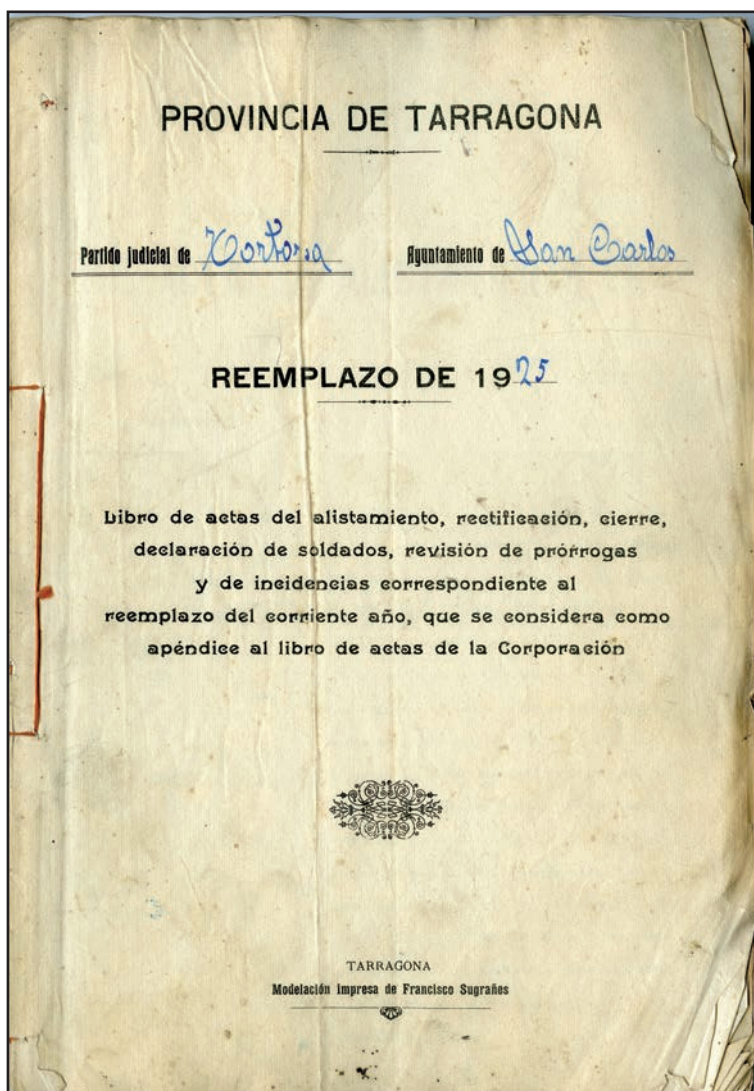 PROVINCIA DE TARRAGONA
Partido judicial de Tortosa Ayuntamiento de San Carlos
REEMPLAZO DE 1925
Libro de actas del alistamiento, rectificación, cierre,
declaración de soldados, revisión de prórrogas
y de incidencias correspondiente al
reemplazo del corriente año, que se considera como
apéndice al libro de actas de la Corporación
TARRAGONA
Modelación impresa de Francisco Sugrañes